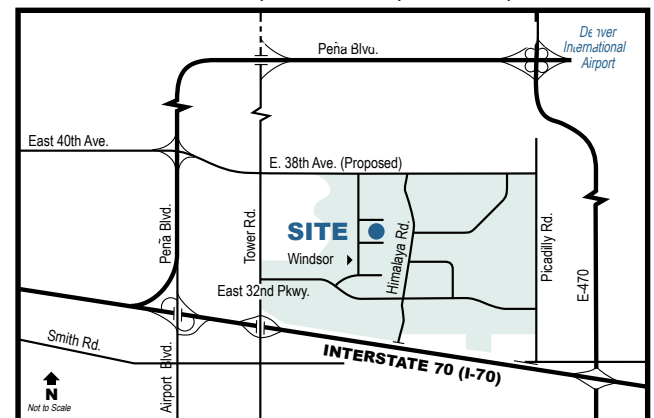 Peña Blvd.
Denver
International
Airport
East 40th Ave.
E. 38th Ave. (Proposed)
Peña Blvd.
Tower Rd.
SITE
Himalaya Rd.
Picadilly Rd.
Windsor
E-470
East 32nd Pkwy.
Smith Rd.
INTERSTATE 70 (I-70)
Airport Blvd.
N
Not to Scale